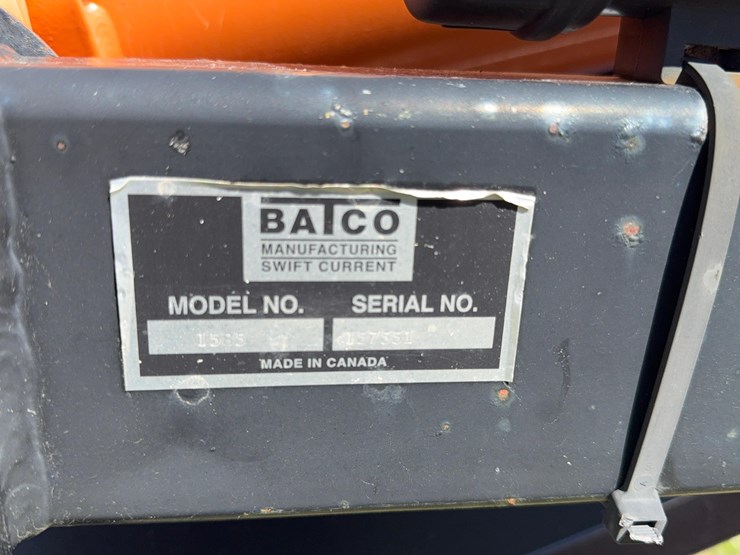 BATCO
MANUFACTURING
SWIFT CURRENT
MODEL NO. SERIAL NO.
MADE IN CANADA